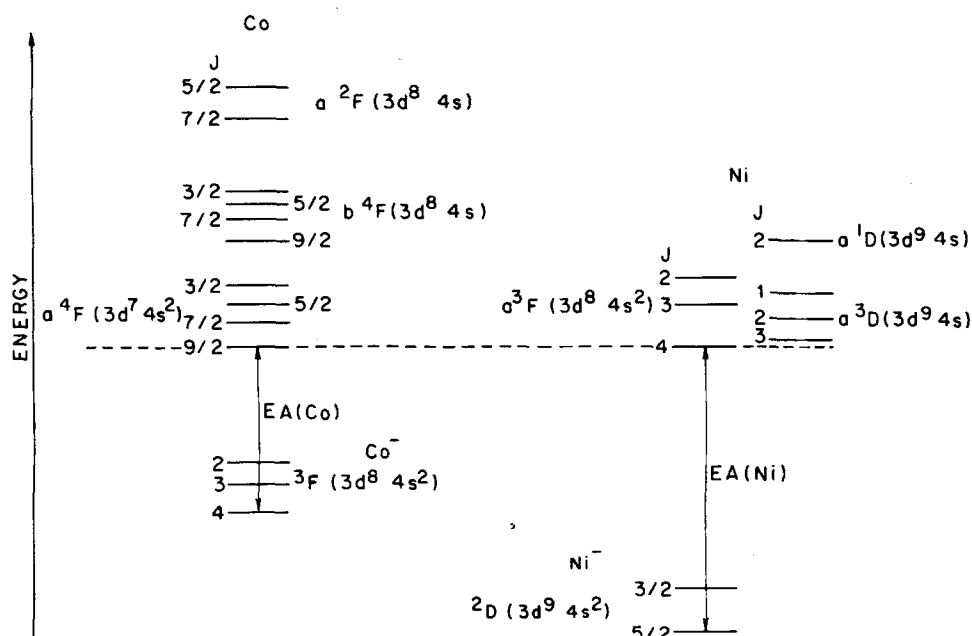 Co
J
5/2
a ²F (3d⁸ 4s)
7/2
3/2
5/2 b ⁴F(3d⁸ 4s)
7/2
9/2
3/2
5/2
a ⁴F (3d⁷ 4s²)
7/2
9/2
ENERGY
EA(Co)
Co⁻
2
3 ³F (3d⁸ 4s²)
4
Ni
J
2 a ¹D(3d⁹ 4s)
J
2
1
a³F (3d⁸ 4s²) 3
2 a ³D(3d⁹ 4s)
3
4
EA(Ni)
Ni⁻
3/2
²D (3d⁹ 4s²)
5/2